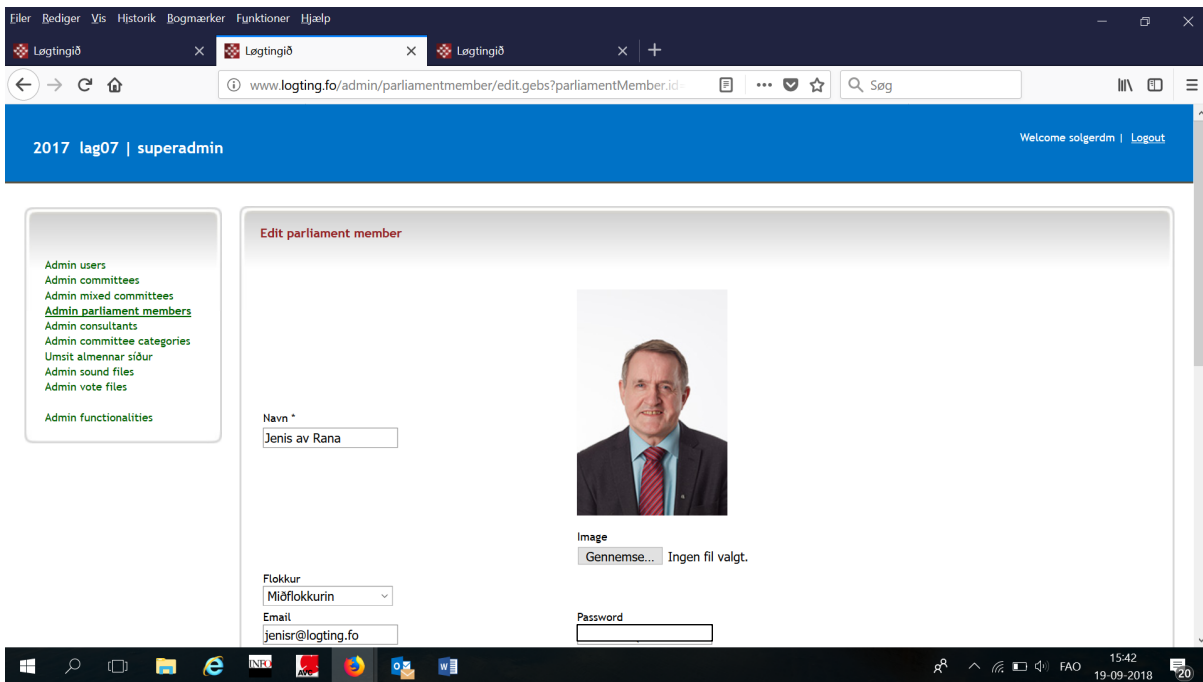 Filer Rediger Vis Historik Bogmærker Funktioner Hjælp
Løgtingið Løgtingið Løgtingið
www.logting.fo/admin/parliamentmember/edit.gebs?parliamentMember.id= Søg
2017 lag07 | superadmin
Welcome solgerdm | Logout
Admin users
Admin committees
Admin mixed committees
Admin parliament members
Admin consultants
Admin committee categories
Umsit almennar síður
Admin sound files
Admin vote files
Admin functionalities
Edit parliament member
Navn *
Jenis av Rana
Image
Gennemse... Ingen fil valgt.
Flokkur
Miðflokkurin
Email
jenisr@logting.fo
Password
INFO
AVC
FAO
15:42
19-09-2018
20